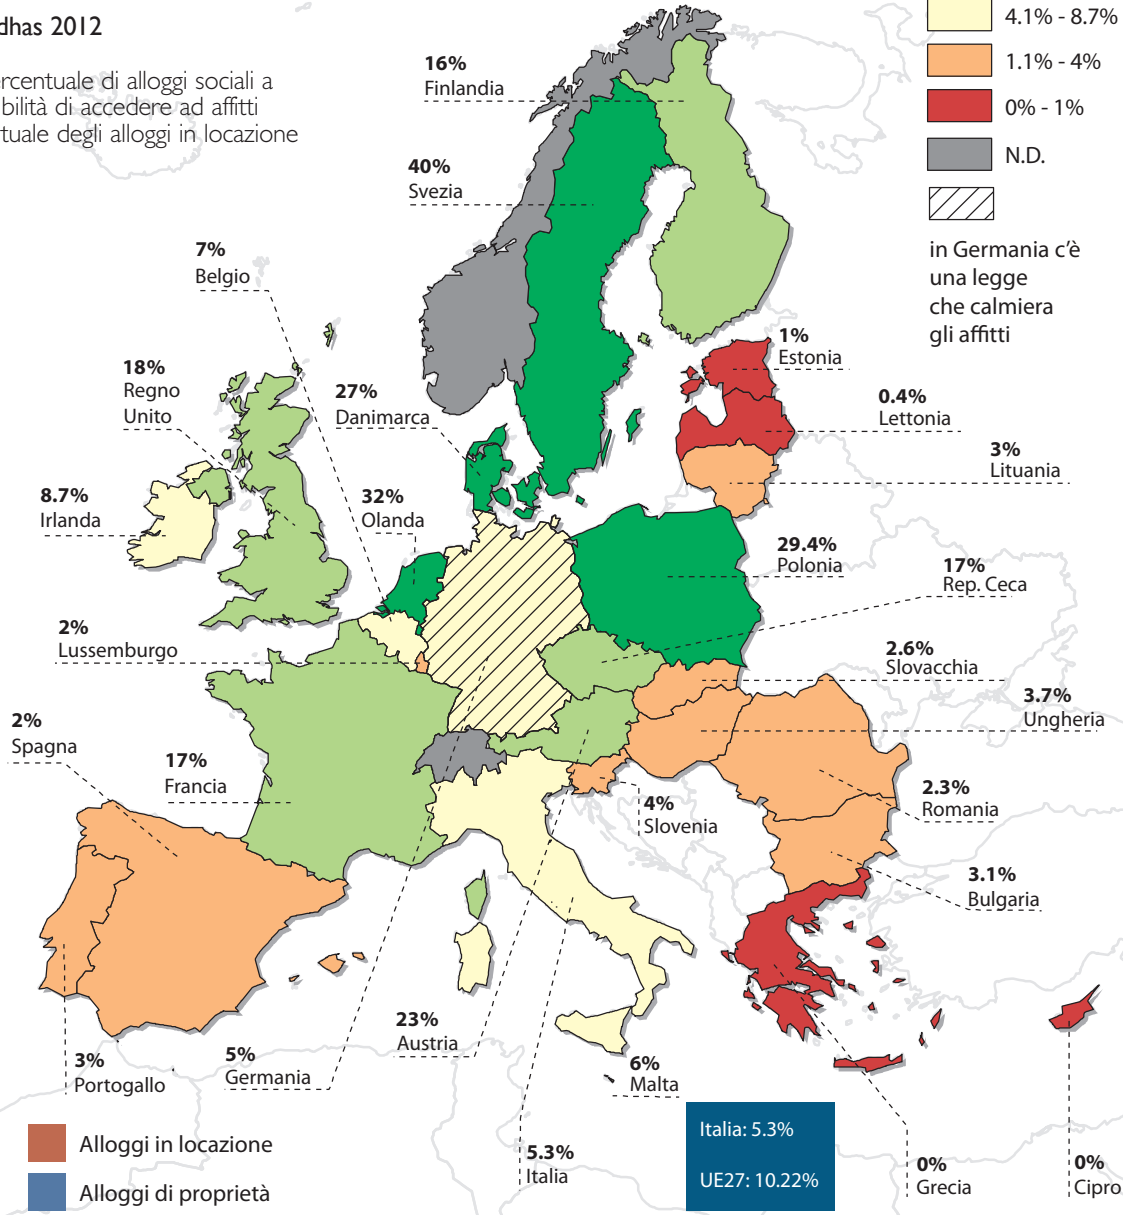 2012
di alloggi sociali a
di accedere ad affitti
degli alloggi in locazione
4.1% - 8.7%
1.1% - 4%
0% - 1%
N.D.
in Germania c'è
una legge
che calmiera
gli affitti
16%
Finlandia
40%
Svezia
7%
Belgio
18%
Regno
Unito
27%
Danimarca
1%
Estonia
0.4%
Lettonia
3%
Lituania
8.7%
Irlanda
32%
Olanda
29.4%
Polonia
17%
Rep. Ceca
2%
Lussemburgo
2.6%
Slovacchia
3.7%
Ungheria
2%
Spagna
17%
Francia
2.3%
Romania
4%
Slovenia
3.1%
Bulgaria
23%
Austria
3%
Portogallo
5%
Germania
6%
Malta
5.3%
Italia
0%
Grecia
0%
Cipro
Italia: 5.3%
UE27: 10.22%
Alloggi in locazione
Alloggi di proprietà